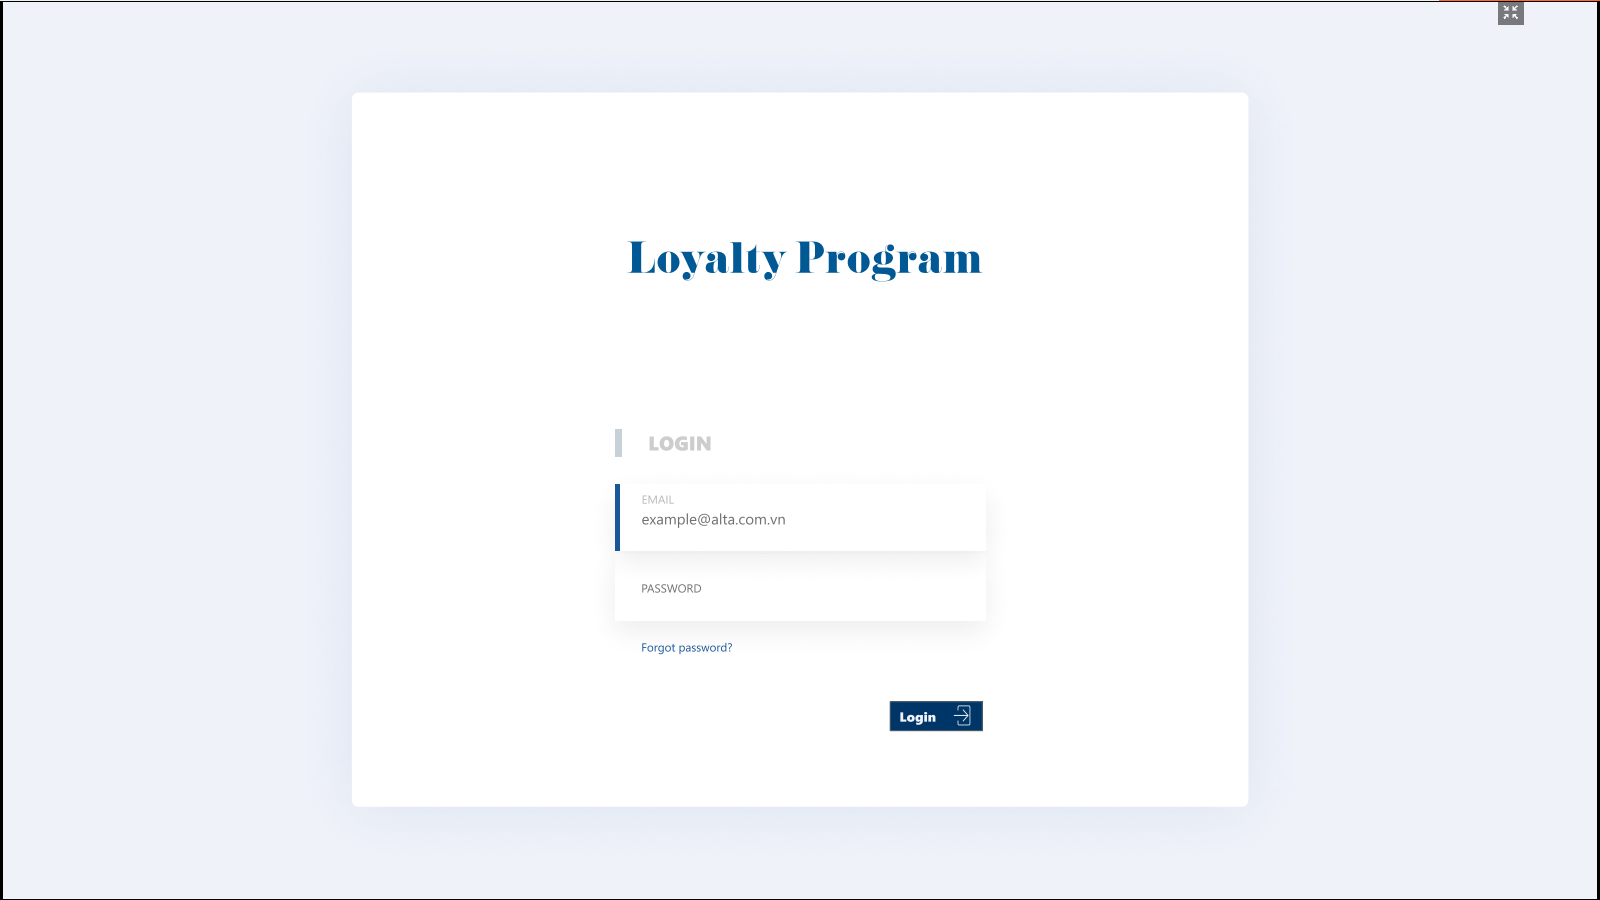 Loyalty Program
LOGIN
EMAIL
example@alta.com.vn
PASSWORD
Forgot password?
Login